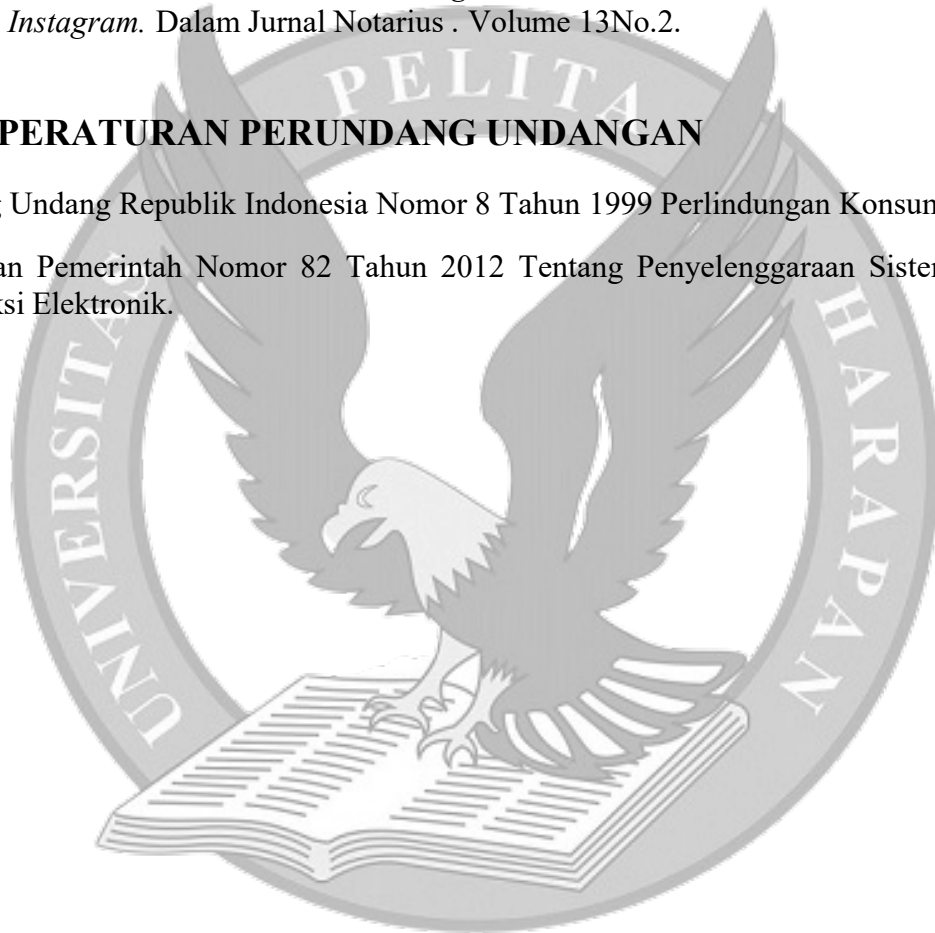 Instagram. Dalam Jurnal Notarius . Volume 13No.2.
PERATURAN PERUNDANG UNDANGAN
g Undang Republik Indonesia Nomor 8 Tahun 1999 Perlindungan Konsun
an Pemerintah Nomor 82 Tahun 2012 Tentang Penyelenggaraan Sister
ksi Elektronik.
UNIVERSITAS PELITA HARAPAN